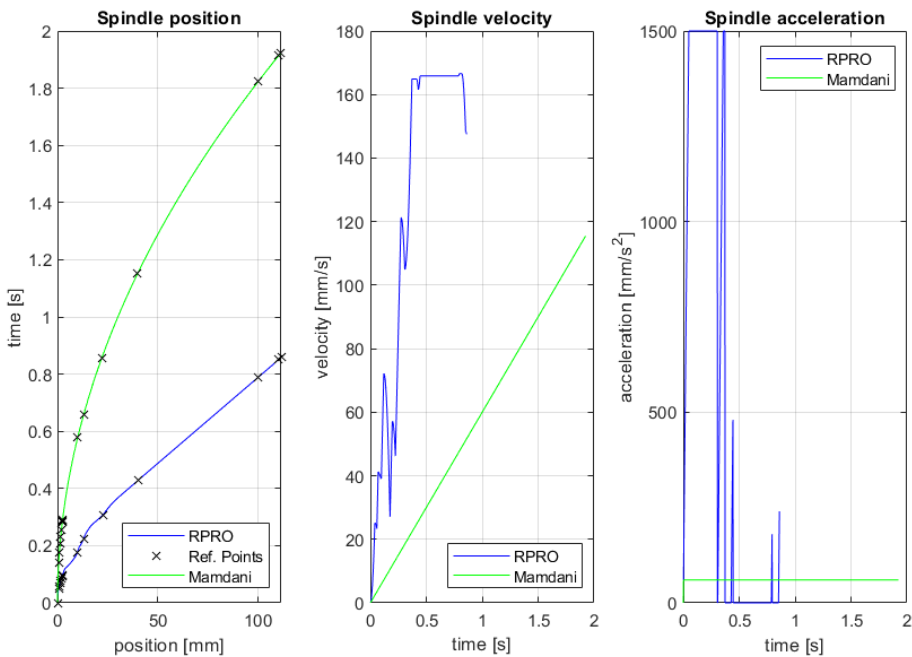 Spindle position
2
1.8
1.6
1.4
1.2
1
0.8
0.6
0.4
0.2
0
time [s]
0
50
100
position [mm]
RPRO
Ref. Points
Mamdani
Spindle velocity
180
160
140
120
100
80
60
40
20
0
velocity [mm/s]
0
0.5
1
1.5
2
time [s]
RPRO
Mamdani
Spindle acceleration
1500
1000
500
0
acceleration [mm/s²]
0
0.5
1
1.5
2
time [s]
RPRO
Mamdani